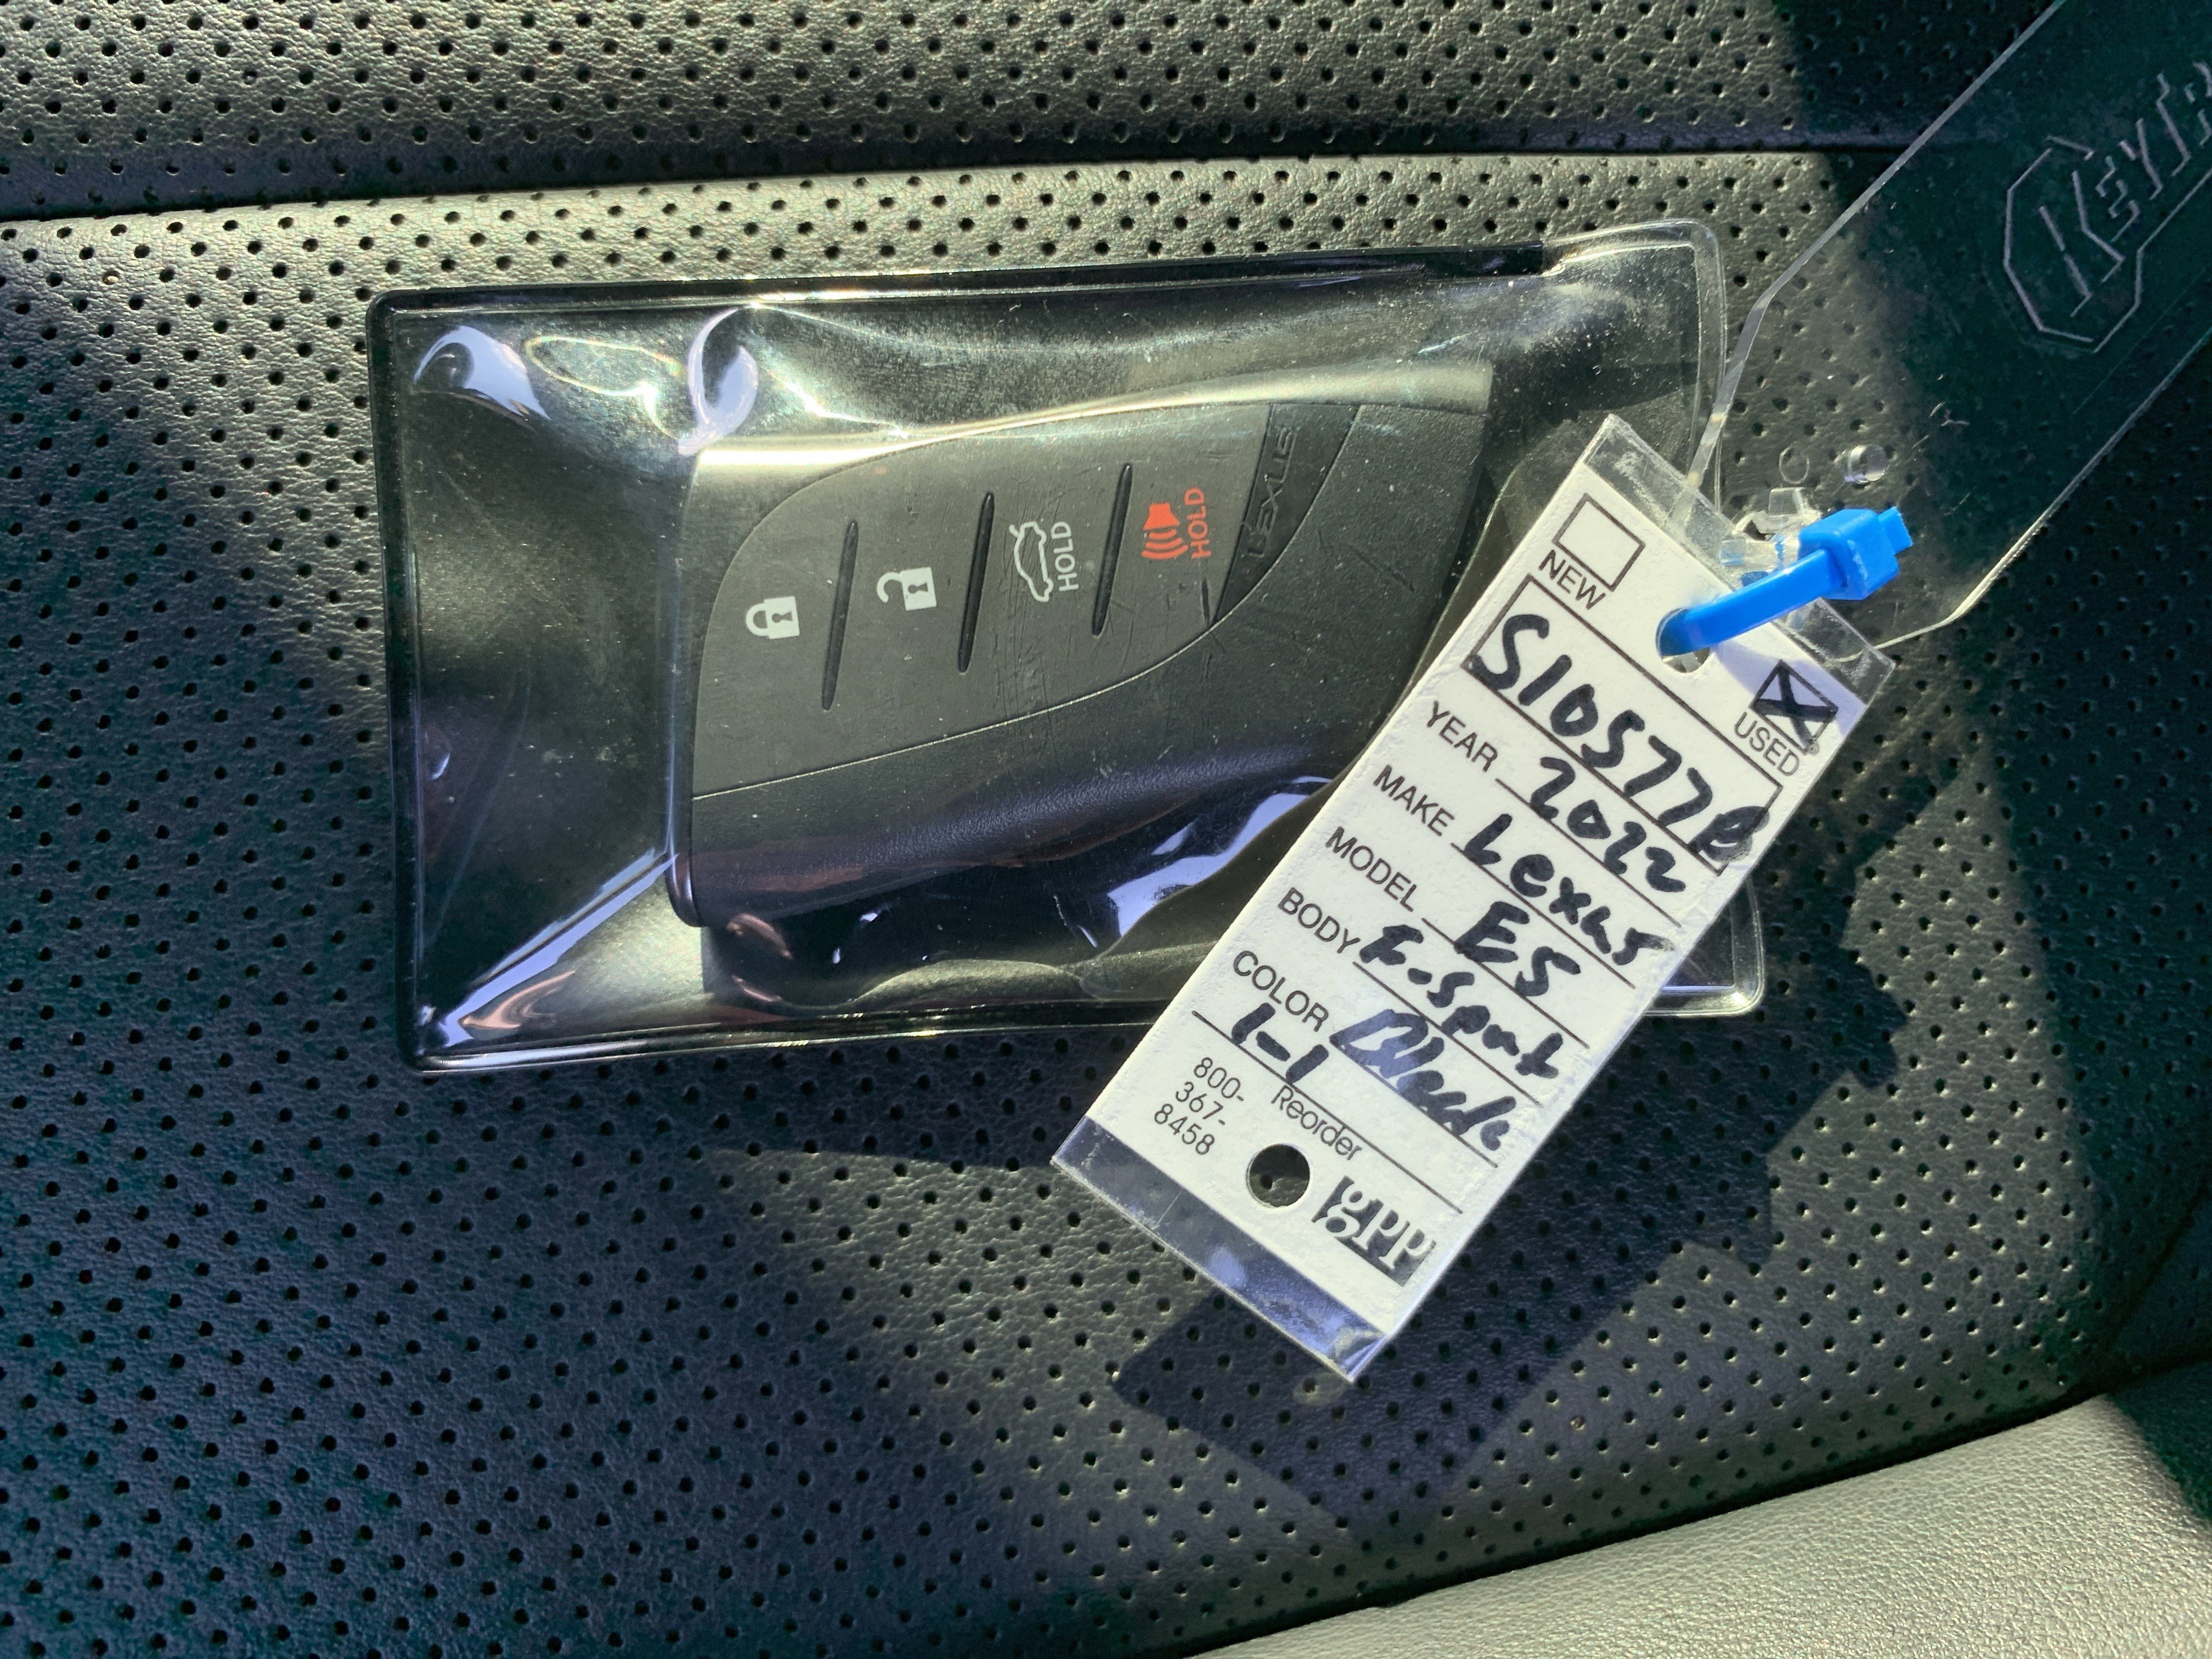 HOLD
HOLD
LEXUS
NEW
USED
S10577P
YEAR 2022
MAKE Lexus
MODEL ES
BODY F-Sport
COLOR Black
1-1
800-
367-
8458
Reorder
gpp